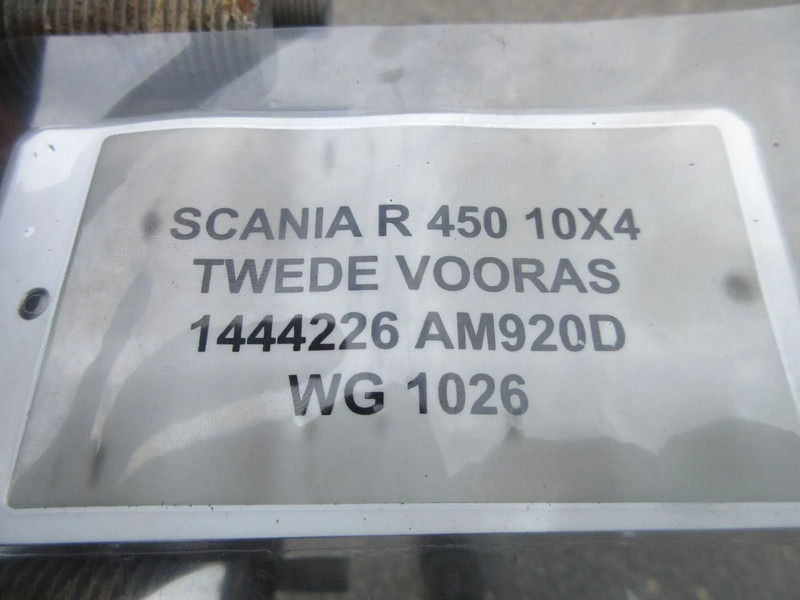 SCANIA R 450 10X4
TWEDE VOORAS
1444226 AM920D
WG 1026